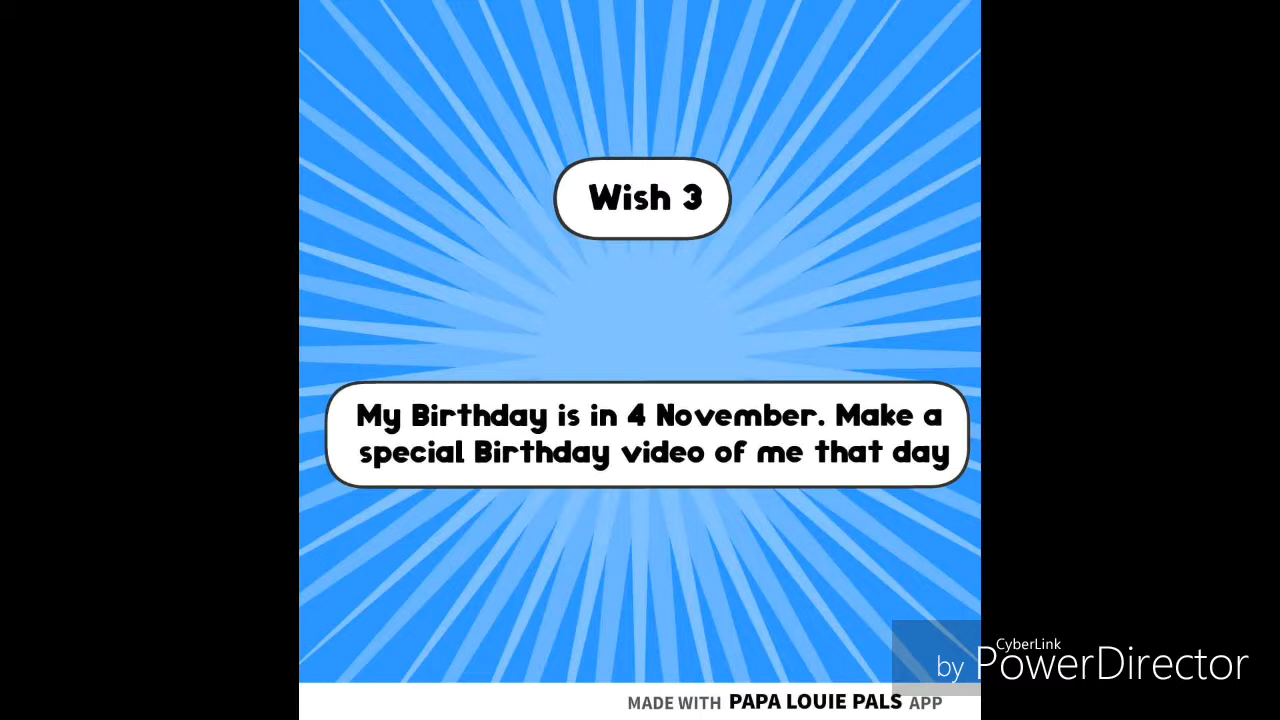 Wish 3
My Birthday is in 4 November. Make a
special Birthday video of me that day
CyberLink
by PowerDirector
MADE WITH PAPA LOUIE PALS APP